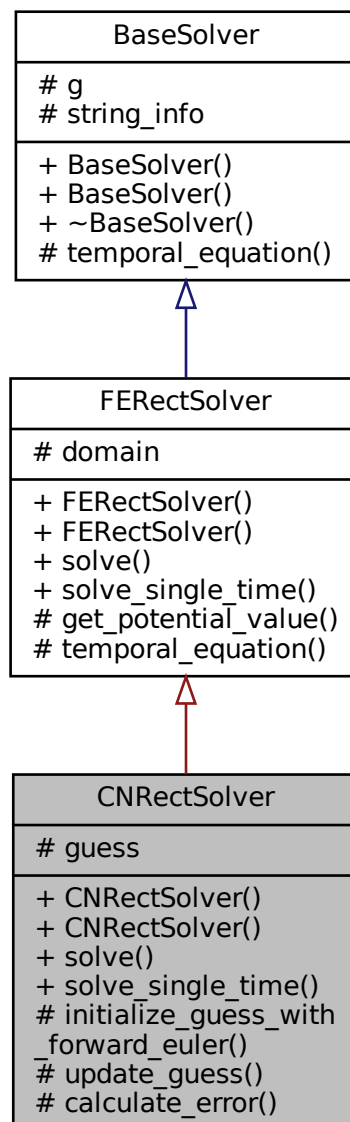 BaseSolver
# g
# string_info
+ BaseSolver()
+ BaseSolver()
+ ~BaseSolver()
# temporal_equation()
FERectSolver
# domain
+ FERectSolver()
+ FERectSolver()
+ solve()
+ solve_single_time()
# get_potential_value()
# temporal_equation()
CNRectSolver
# guess
+ CNRectSolver()
+ CNRectSolver()
+ solve()
+ solve_single_time()
# initialize_guess_with
_forward_euler()
# update_guess()
# calculate_error()